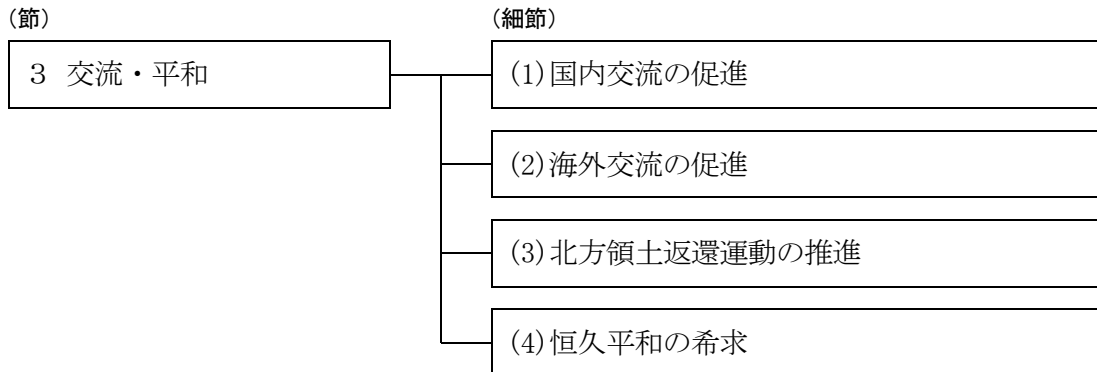 （節） （細節）
３ 交流・平和
(1)国内交流の促進
(2)海外交流の促進
(3)北方領土返還運動の推進
(4)恒久平和の希求